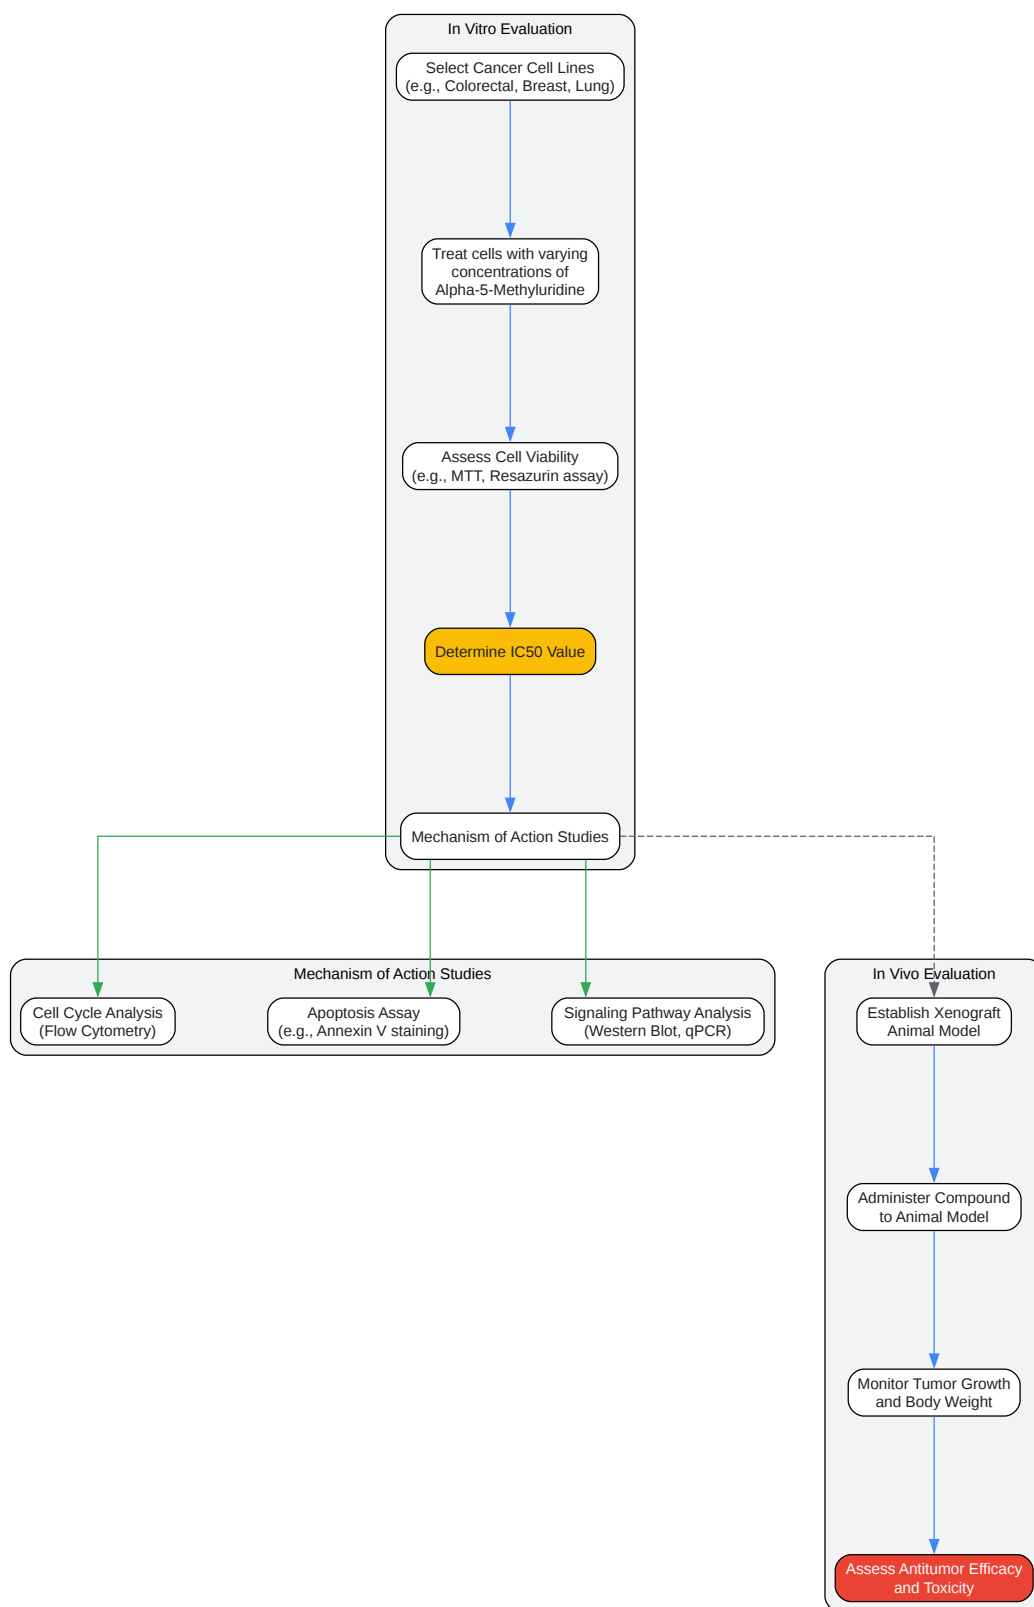 In Vitro Evaluation
Select Cancer Cell Lines
(e.g., Colorectal, Breast, Lung)
Treat cells with varying
concentrations of
Alpha-5-Methyluridine
Assess Cell Viability
(e.g., MTT, Resazurin assay)
Determine IC50 Value
Mechanism of Action Studies
Mechanism of Action Studies
Cell Cycle Analysis
(Flow Cytometry)
Apoptosis Assay
(e.g., Annexin V staining)
Signaling Pathway Analysis
(Western Blot, qPCR)
In Vivo Evaluation
Establish Xenograft
Animal Model
Administer Compound
to Animal Model
Monitor Tumor Growth
and Body Weight
Assess Antitumor Efficacy
and Toxicity